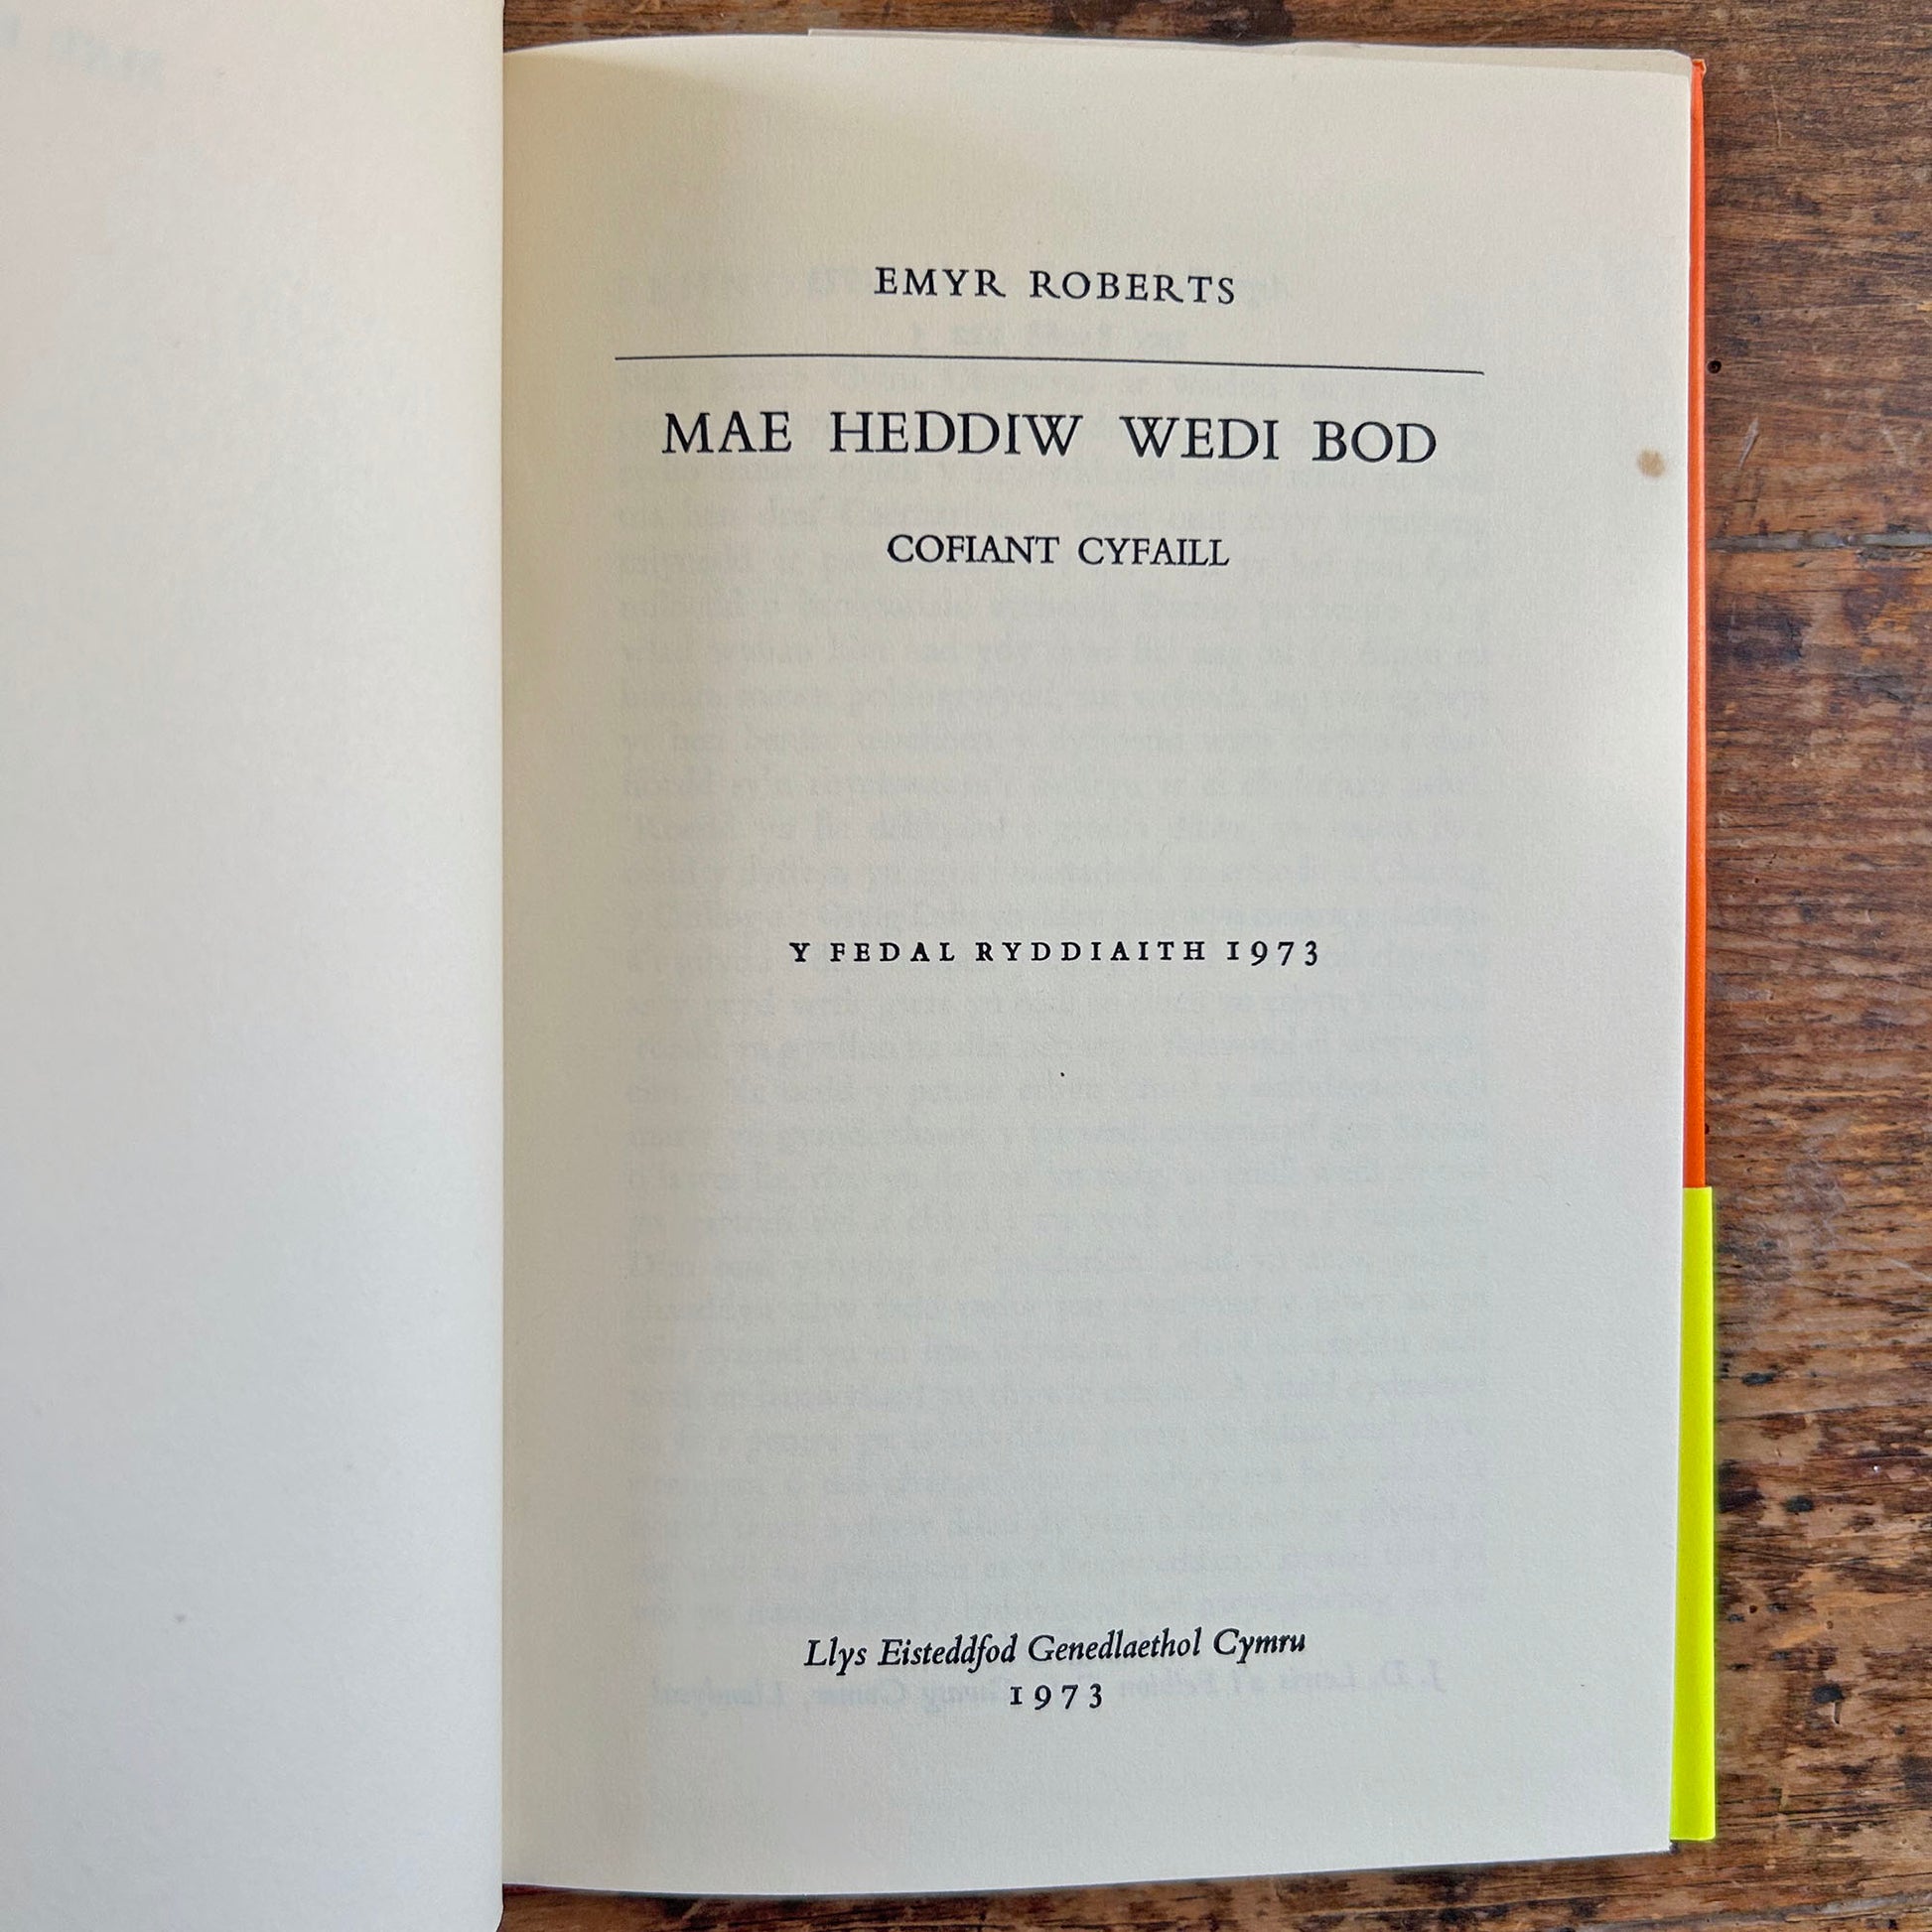 EMYR ROBERTS
MAE HEDDIW WEDI BOD
COFIANT CYFAILL
Y FEDAL RYDDIAITH 1973
Llys Eisteddfod Genedlaethol Cymru
1973